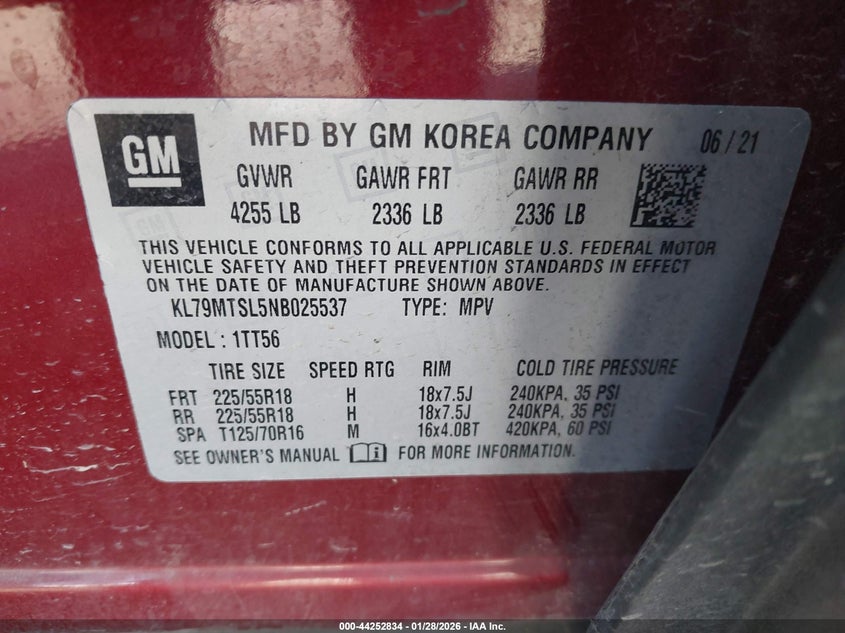 GM
MFD BY GM KOREA COMPANY 06/21
GVWR GAWR FRT GAWR RR
4255 LB 2336 LB 2336 LB
THIS VEHICLE CONFORMS TO ALL APPLICABLE U.S. FEDERAL MOTOR
VEHICLE SAFETY AND THEFT PREVENTION STANDARDS IN EFFECT
ON THE DATE OF MANUFACTURE SHOWN ABOVE.
KL79MTSL5NB025537 TYPE: MPV
MODEL: 1TT56
TIRE SIZE SPEED RTG RIM COLD TIRE PRESSURE
FRT 225/55R18 H 18x7.5J 240KPA, 35 PSI
RR 225/55R18 H 18x7.5J 240KPA, 35 PSI
SPA T125/70R16 M 16x4.0BT 420KPA, 60 PSI
SEE OWNER'S MANUAL FOR MORE INFORMATION.
000-44252834 | 01/28/2026 - IAA Inc.